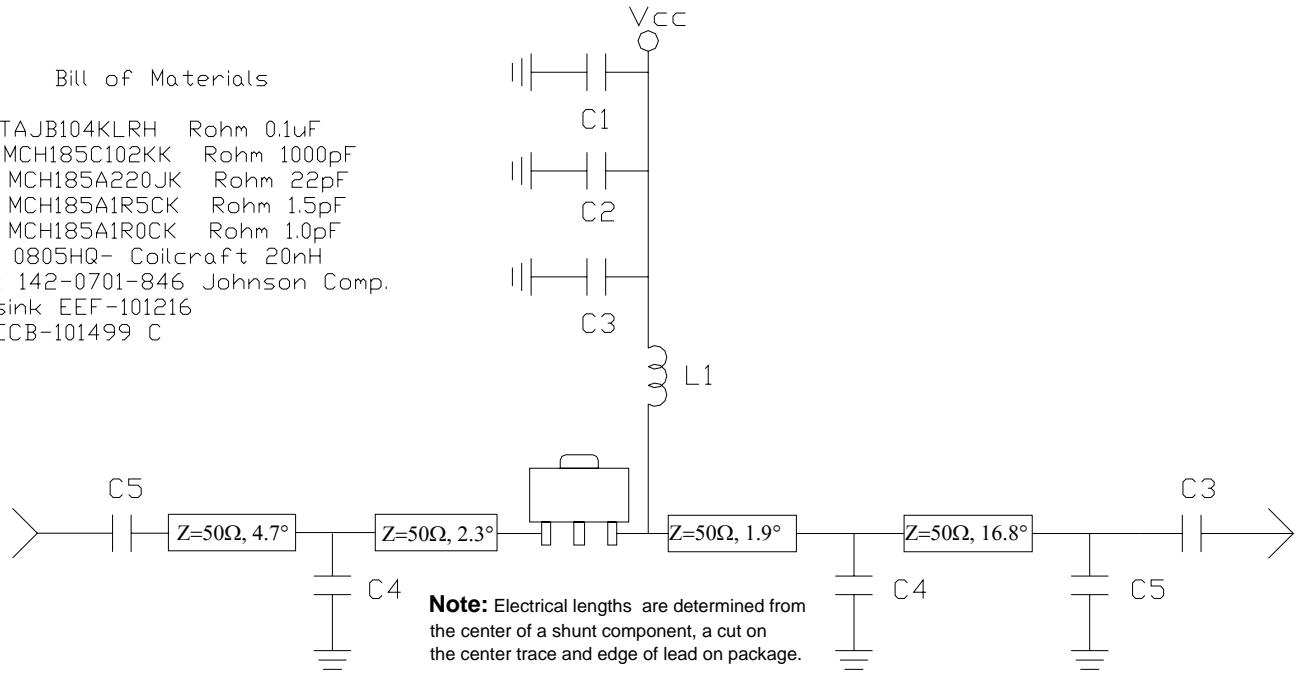 Vcc
Bill of Materials
TAJB104KLRH Rohm 0.1uF
MCH185C102KK Rohm 1000pF
MCH185A220JK Rohm 22pF
MCH185A1R5CK Rohm 1.5pF
MCH185A1R0CK Rohm 1.0pF
0805HQ- Coilcraft 20nH
142-0701-846 Johnson Comp.
sink EEF-101216
ECB-101499 C
C1
C2
C3
L1
C5
C3
Z=50Ω, 4.7°
Z=50Ω, 2.3°
Z=50Ω, 1.9°
Z=50Ω, 16.8°
C4
C4
C5
Note: Electrical lengths are determined from
the center of a shunt component, a cut on
the center trace and edge of lead on package.